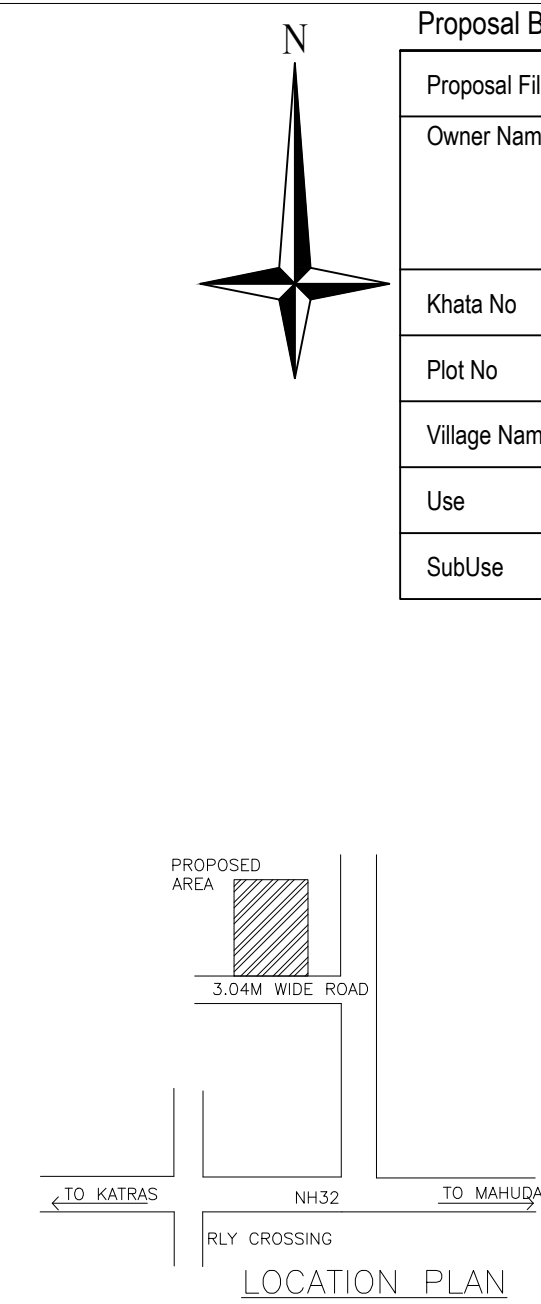 N
Proposal B
Proposal Fil
Owner Nam
Khata No
Plot No
Village Nam
Use
SubUse
PROPOSED
AREA
3.04M WIDE ROAD
TO KATRAS
NH32
TO MAHUDA
RLY CROSSING
LOCATION PLAN